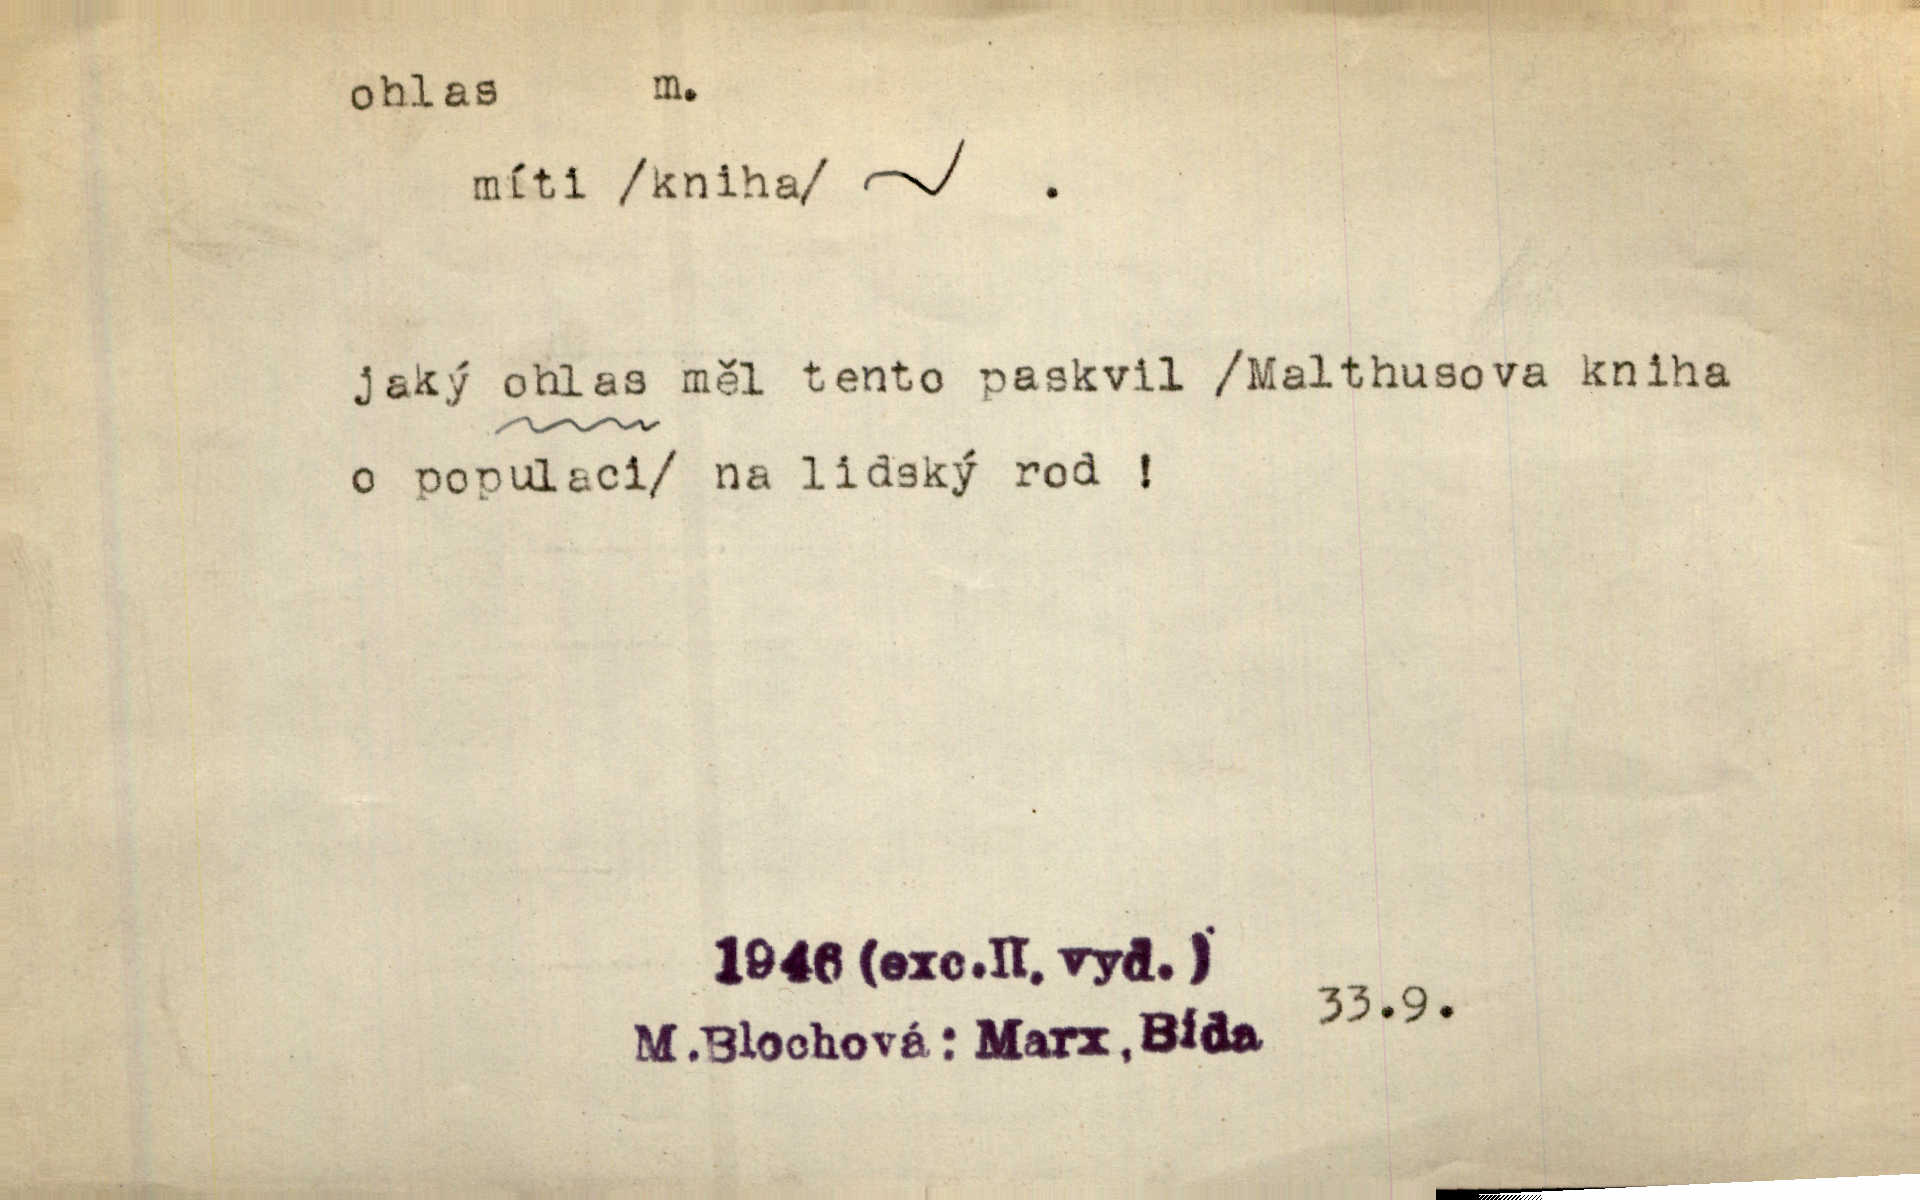 ohlas m.
míti /kniha/ ~ .
jaký ohlas měl tento paskvil /Malthusova kniha
o populaci/ na lidský rod !
1946 (exc.II. vyd. )
33.9.
M.Blochová: Marx, Bída